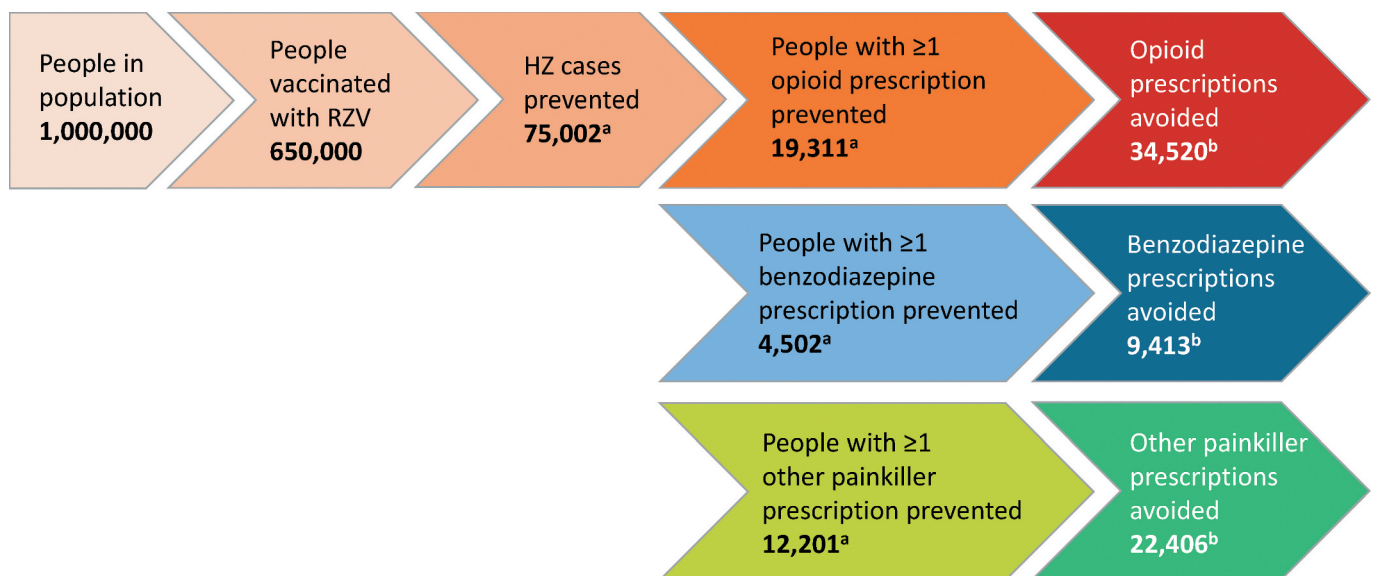 People in
population
1,000,000
People
vaccinated
with RZV
650,000
HZ cases
prevented
75,002ᵃ
People with ≥1
opioid prescription
prevented
19,311ᵃ
Opioid
prescriptions
avoided
34,520ᵇ
People with ≥1
benzodiazepine
prescription prevented
4,502ᵃ
Benzodiazepine
prescriptions
avoided
9,413ᵇ
People with ≥1
other painkiller
prescription prevented
12,201ᵃ
Other painkiller
prescriptions
avoided
22,406ᵇ